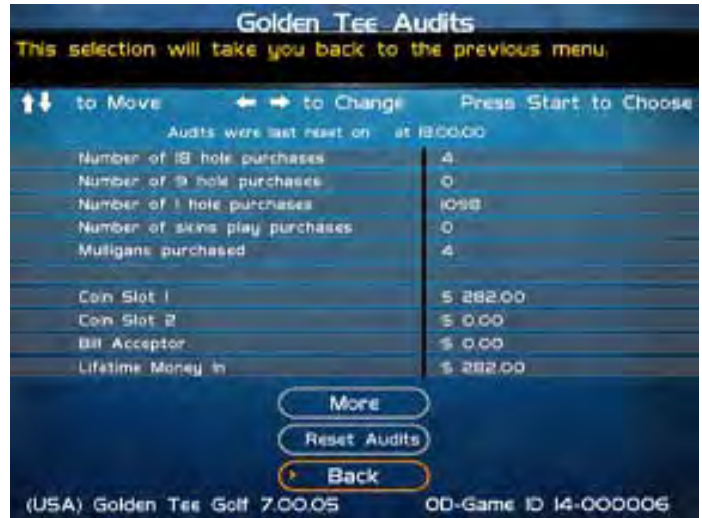 Golden Tee Audits
This selection will take you back to the previous menu.
to Move to Change Press Start to Choose
Audits were last reset on at 18:00:00
Number of 18 hole purchases 4
Number of 9 hole purchases 0
Number of 1 hole purchases 1098
Number of skins play purchases 0
Mulligans purchased 4
Coin Slot 1 $ 282.00
Coin Slot 2 $ 0.00
Bill Acceptor $ 0.00
Lifetime Money In $ 282.00
More
Reset Audits
Back
(USA) Golden Tee Golf 7.00.05 OD-Game ID 14-000006